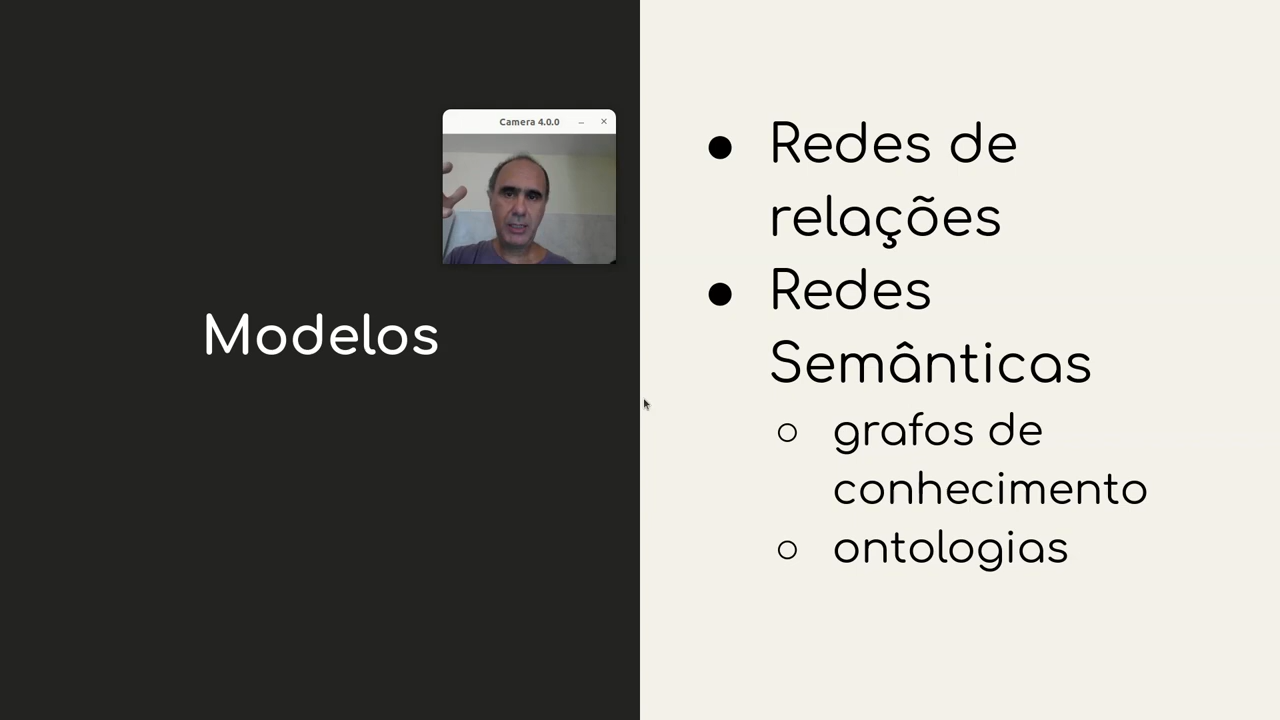 Camera 4.0.0
Modelos
● Redes de
relações
● Redes
Semânticas
○ grafos de
conhecimento
○ ontologias